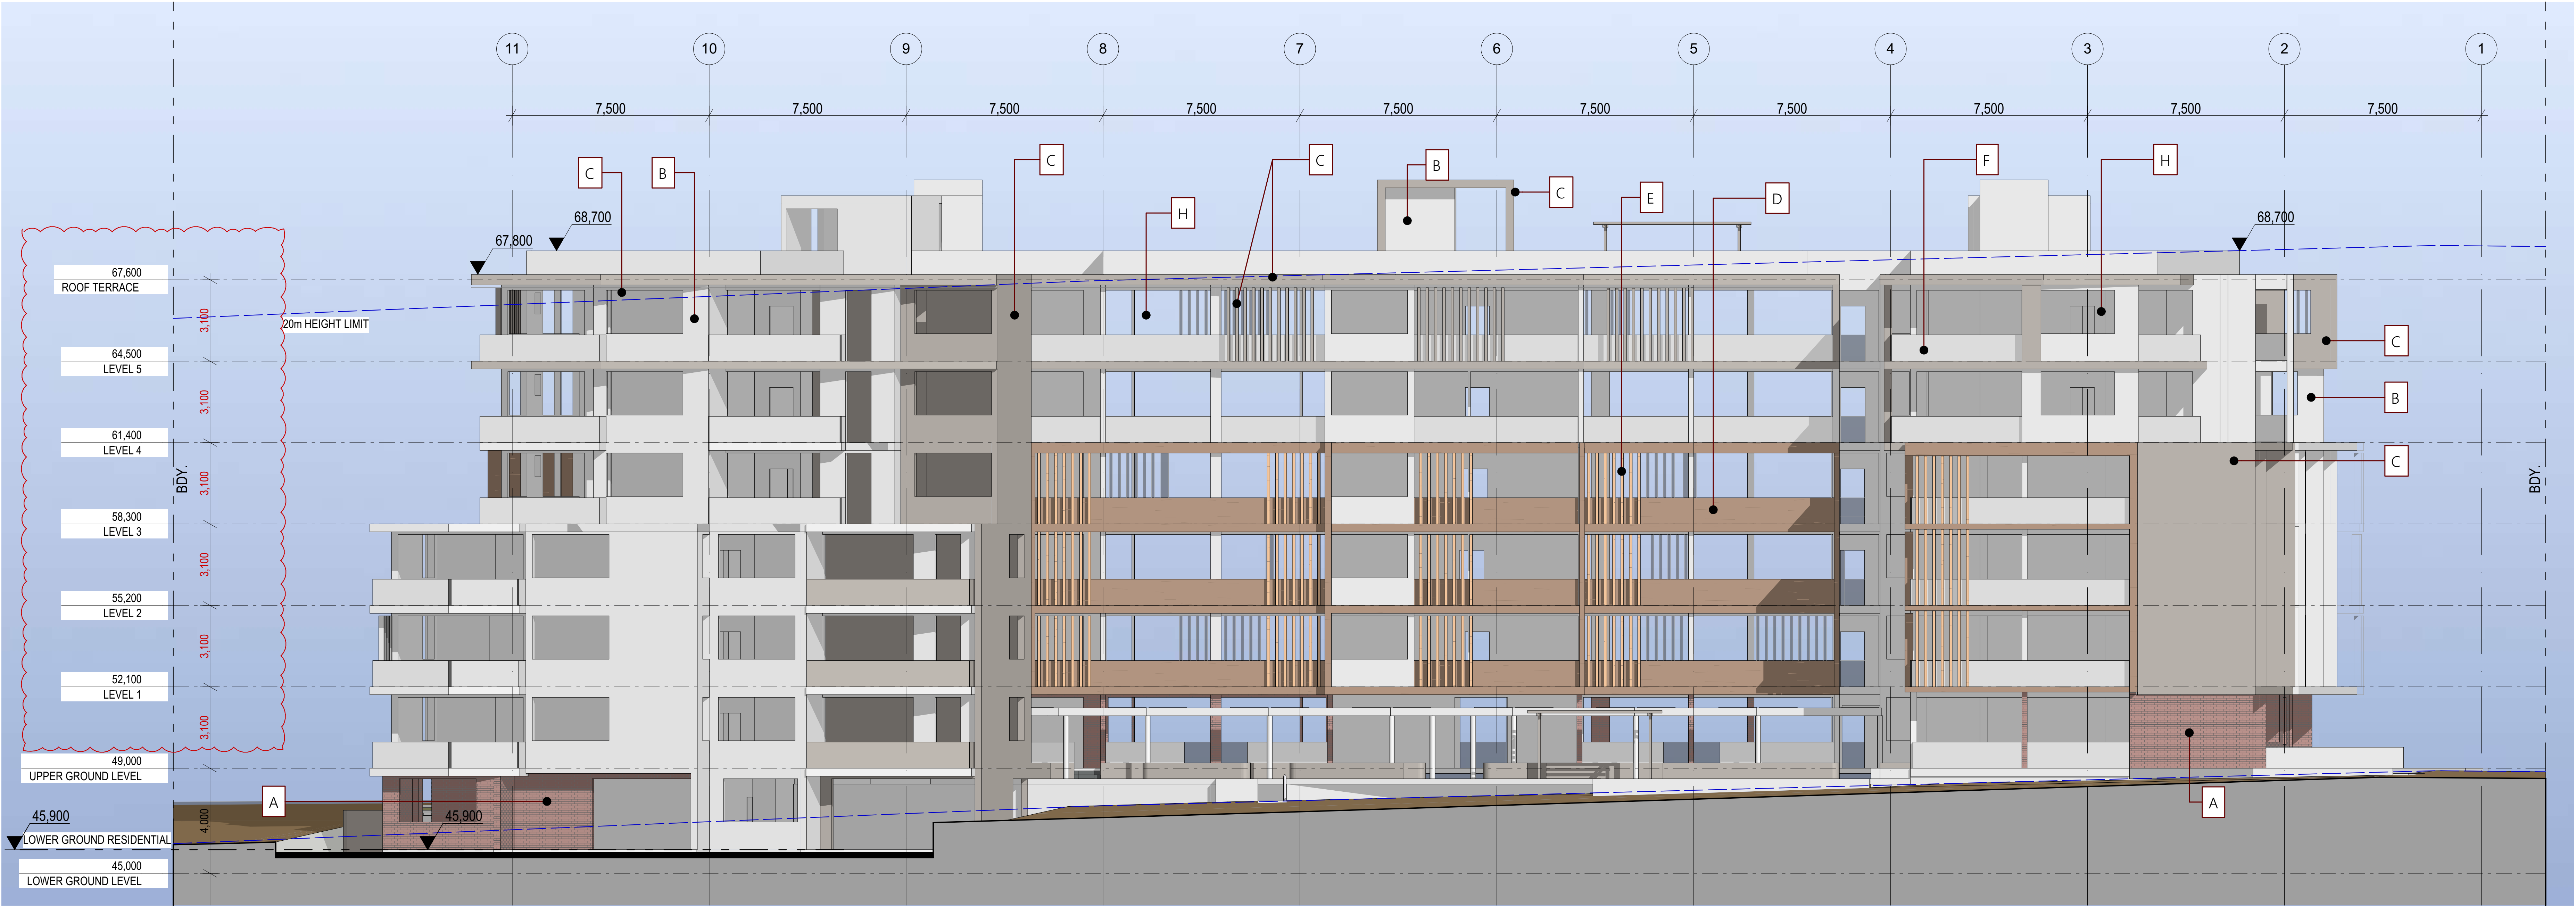 11 10 9 8 7 6 5 4 3 2 1
7,500 7,500 7,500 7,500 7,500 7,500 7,500 7,500 7,500 7,500
C B C H C B C E D F H
68,700
67,800
68,700
67,600
ROOF TERRACE
20m HEIGHT LIMIT
3,100
64,500
LEVEL 5
C
3,100
B
61,400
LEVEL 4
C
3,100
BDY.
BDY.
58,300
LEVEL 3
3,100
55,200
LEVEL 2
3,100
52,100
LEVEL 1
3,100
49,000
UPPER GROUND LEVEL
A
A
4,000
45,900
45,900
LOWER GROUND RESIDENTIAL
45,000
LOWER GROUND LEVEL